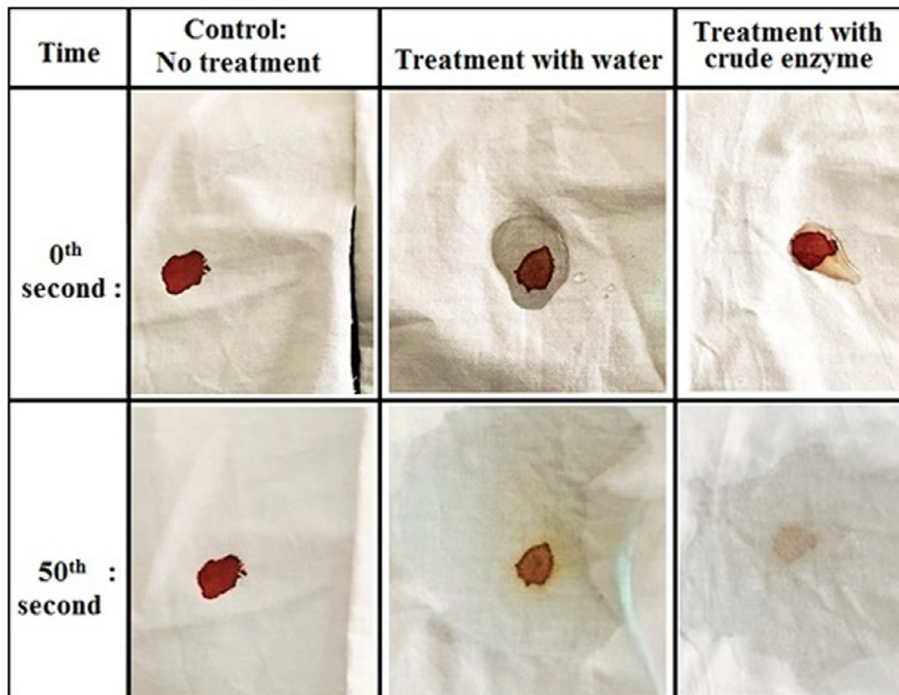 Time
Control:
No treatment
Treatment with water
Treatment with
crude enzyme
0th
second :
50th :
second